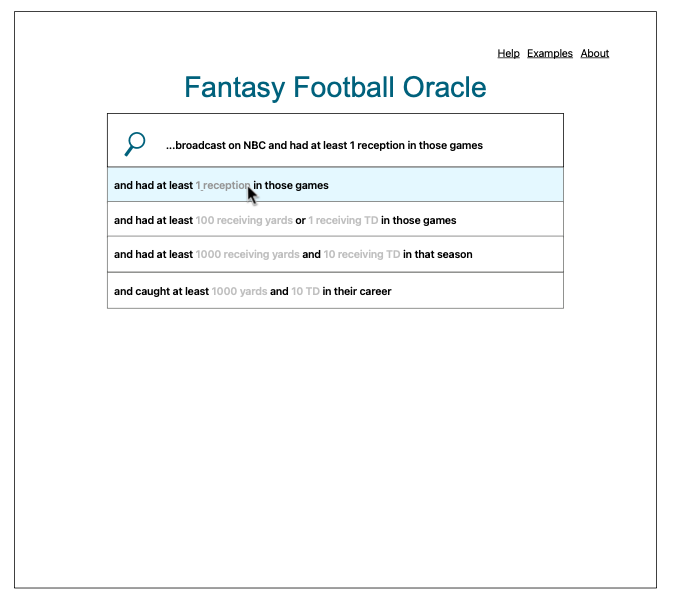 Help Examples About
Fantasy Football Oracle
...broadcast on NBC and had at least 1 reception in those games
and had at least 1 reception in those games
and had at least 100 receiving yards or 1 receiving TD in those games
and had at least 1000 receiving yards and 10 receiving TD in that season
and caught at least 1000 yards and 10 TD in their career